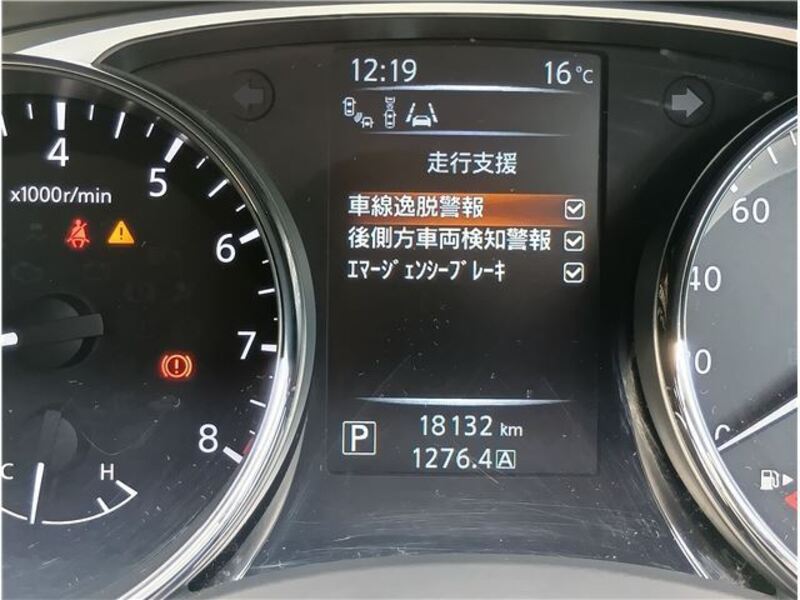 12:19 16°C
走行支援
車線逸脱警報
後側方車両検知警報
ｴﾏｰｼﾞｪﾝｼｰﾌﾞﾚｰｷ
P 18132 km
1276.4 A
4
5
6
7
8
x1000r/min
C H
60
40
20
0